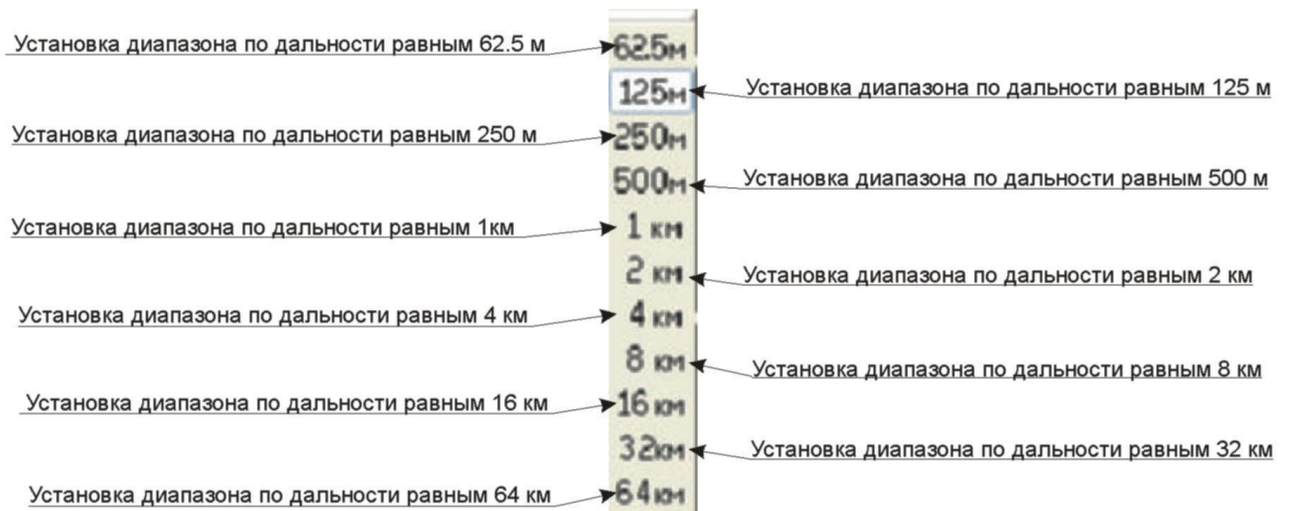 Установка диапазона по дальности равным 62.5 м
62.5м
125м
Установка диапазона по дальности равным 125 м
Установка диапазона по дальности равным 250 м
250м
500м
Установка диапазона по дальности равным 500 м
Установка диапазона по дальности равным 1км
1 км
2 км
Установка диапазона по дальности равным 2 км
Установка диапазона по дальности равным 4 км
4 км
8 км
Установка диапазона по дальности равным 8 км
Установка диапазона по дальности равным 16 км
16 км
32км
Установка диапазона по дальности равным 32 км
Установка диапазона по дальности равным 64 км
64 км